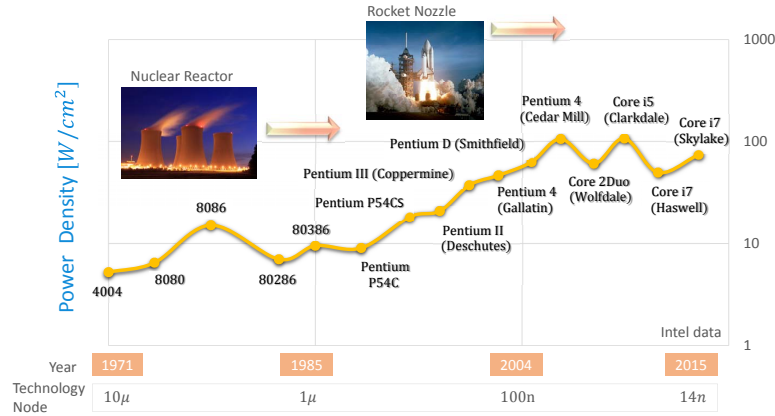 Rocket Nozzle
1000
Nuclear Reactor
Pentium 4
(Cedar Mill)
Core i5
(Clarkdale)
Core i7
(Skylake)
Pentium D (Smithfield)
100
Pentium III (Coppermine)
Pentium P54CS
Pentium 4
(Gallatin)
Core 2Duo
(Wolfdale)
Core i7
(Haswell)
8086
80386
Pentium II
(Deschutes)
10
4004
8080
80286
Pentium
P54C
Power Density [W/cm²]
Intel data
1
Year
1971
1985
2004
2015
Technology
Node
10μ
1μ
100n
14n